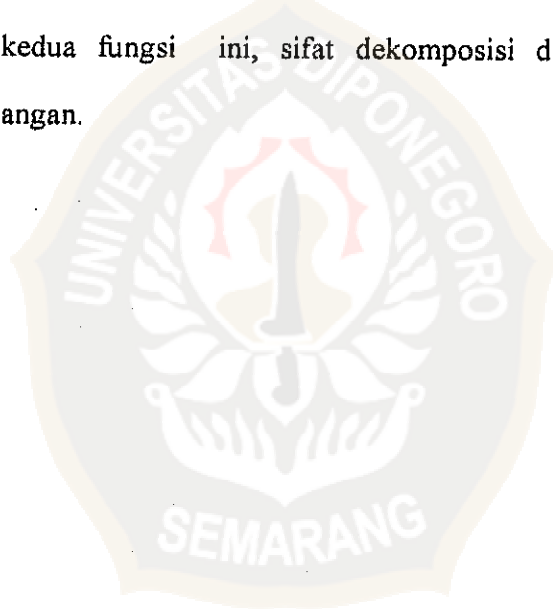 kedua fungsi ini, sifat dekomposisi d
angan.
UNIVERSITAS DIPONEGORO
SEMARANG